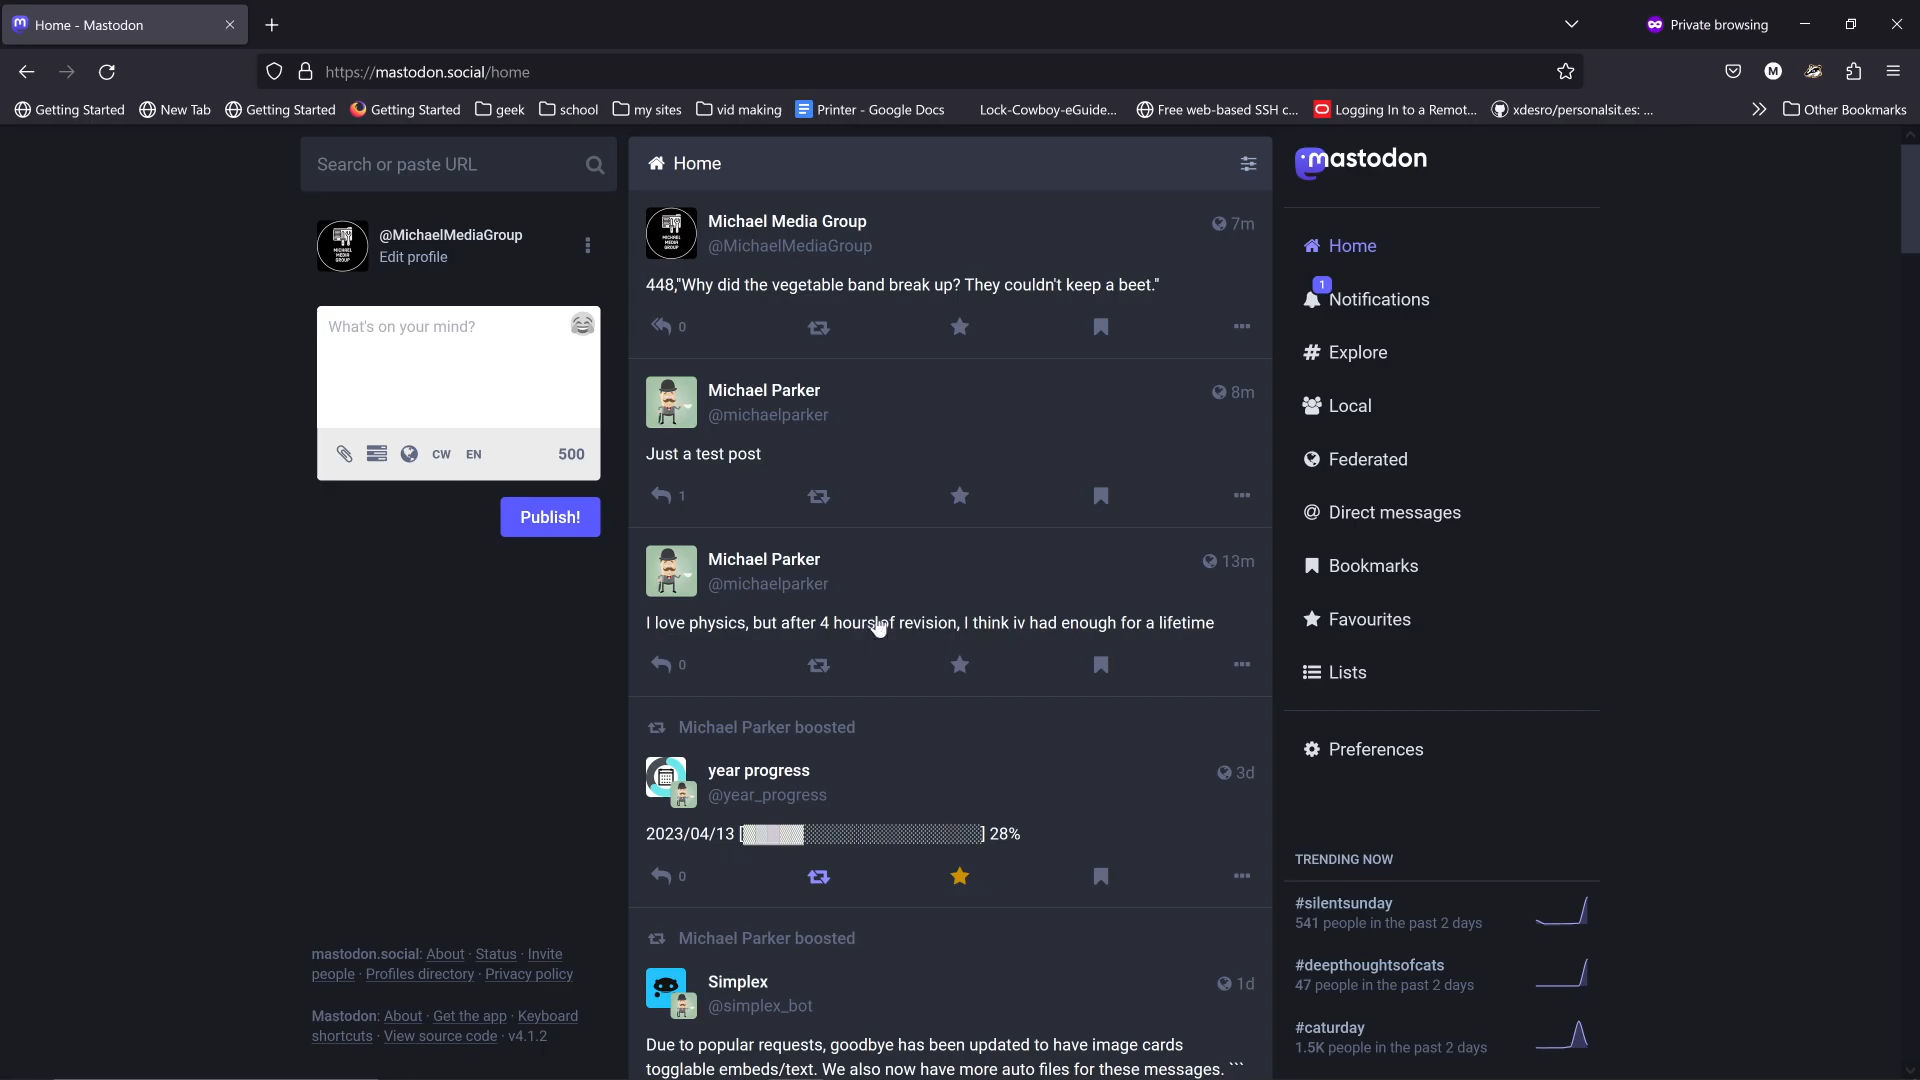 Home - Mastodon
Private browsing
https://mastodon.social/home
Getting Started New Tab Getting Started Getting Started geek school my sites vid making Printer - Google Docs Lock-Cowboy-eGuide... Free web-based SSH c... Logging In to a Remot... xdesro/personalsit.es: ... Other Bookmarks
Search or paste URL
@MichaelMediaGroup
Edit profile
What's on your mind?
CW EN 500
Publish!
mastodon.social: About · Status · Invite
people · Profiles directory · Privacy policy
Mastodon: About · Get the app · Keyboard
shortcuts · View source code · v4.1.2
Home
Michael Media Group 7m
@MichaelMediaGroup
448,"Why did the vegetable band break up? They couldn't keep a beet."
0
Michael Parker 8m
@michaelparker
Just a test post
1
Michael Parker 13m
@michaelparker
I love physics, but after 4 hours of revision, I think iv had enough for a lifetime
0
Michael Parker boosted
year progress 3d
@year_progress
2023/04/13 [▓▓▓▓▓░░░░░░░░░░░░░░░] 28%
0
Michael Parker boosted
Simplex 1d
@simplex_bot
Due to popular requests, goodbye has been updated to have image cards
togglable embeds/text. We also now have more auto files for these messages. ```
mastodon
Home
1
Notifications
Explore
Local
Federated
Direct messages
Bookmarks
Favourites
Lists
Preferences
TRENDING NOW
#silentsunday
541 people in the past 2 days
#deepthoughtsofcats
47 people in the past 2 days
#caturday
1.5K people in the past 2 days